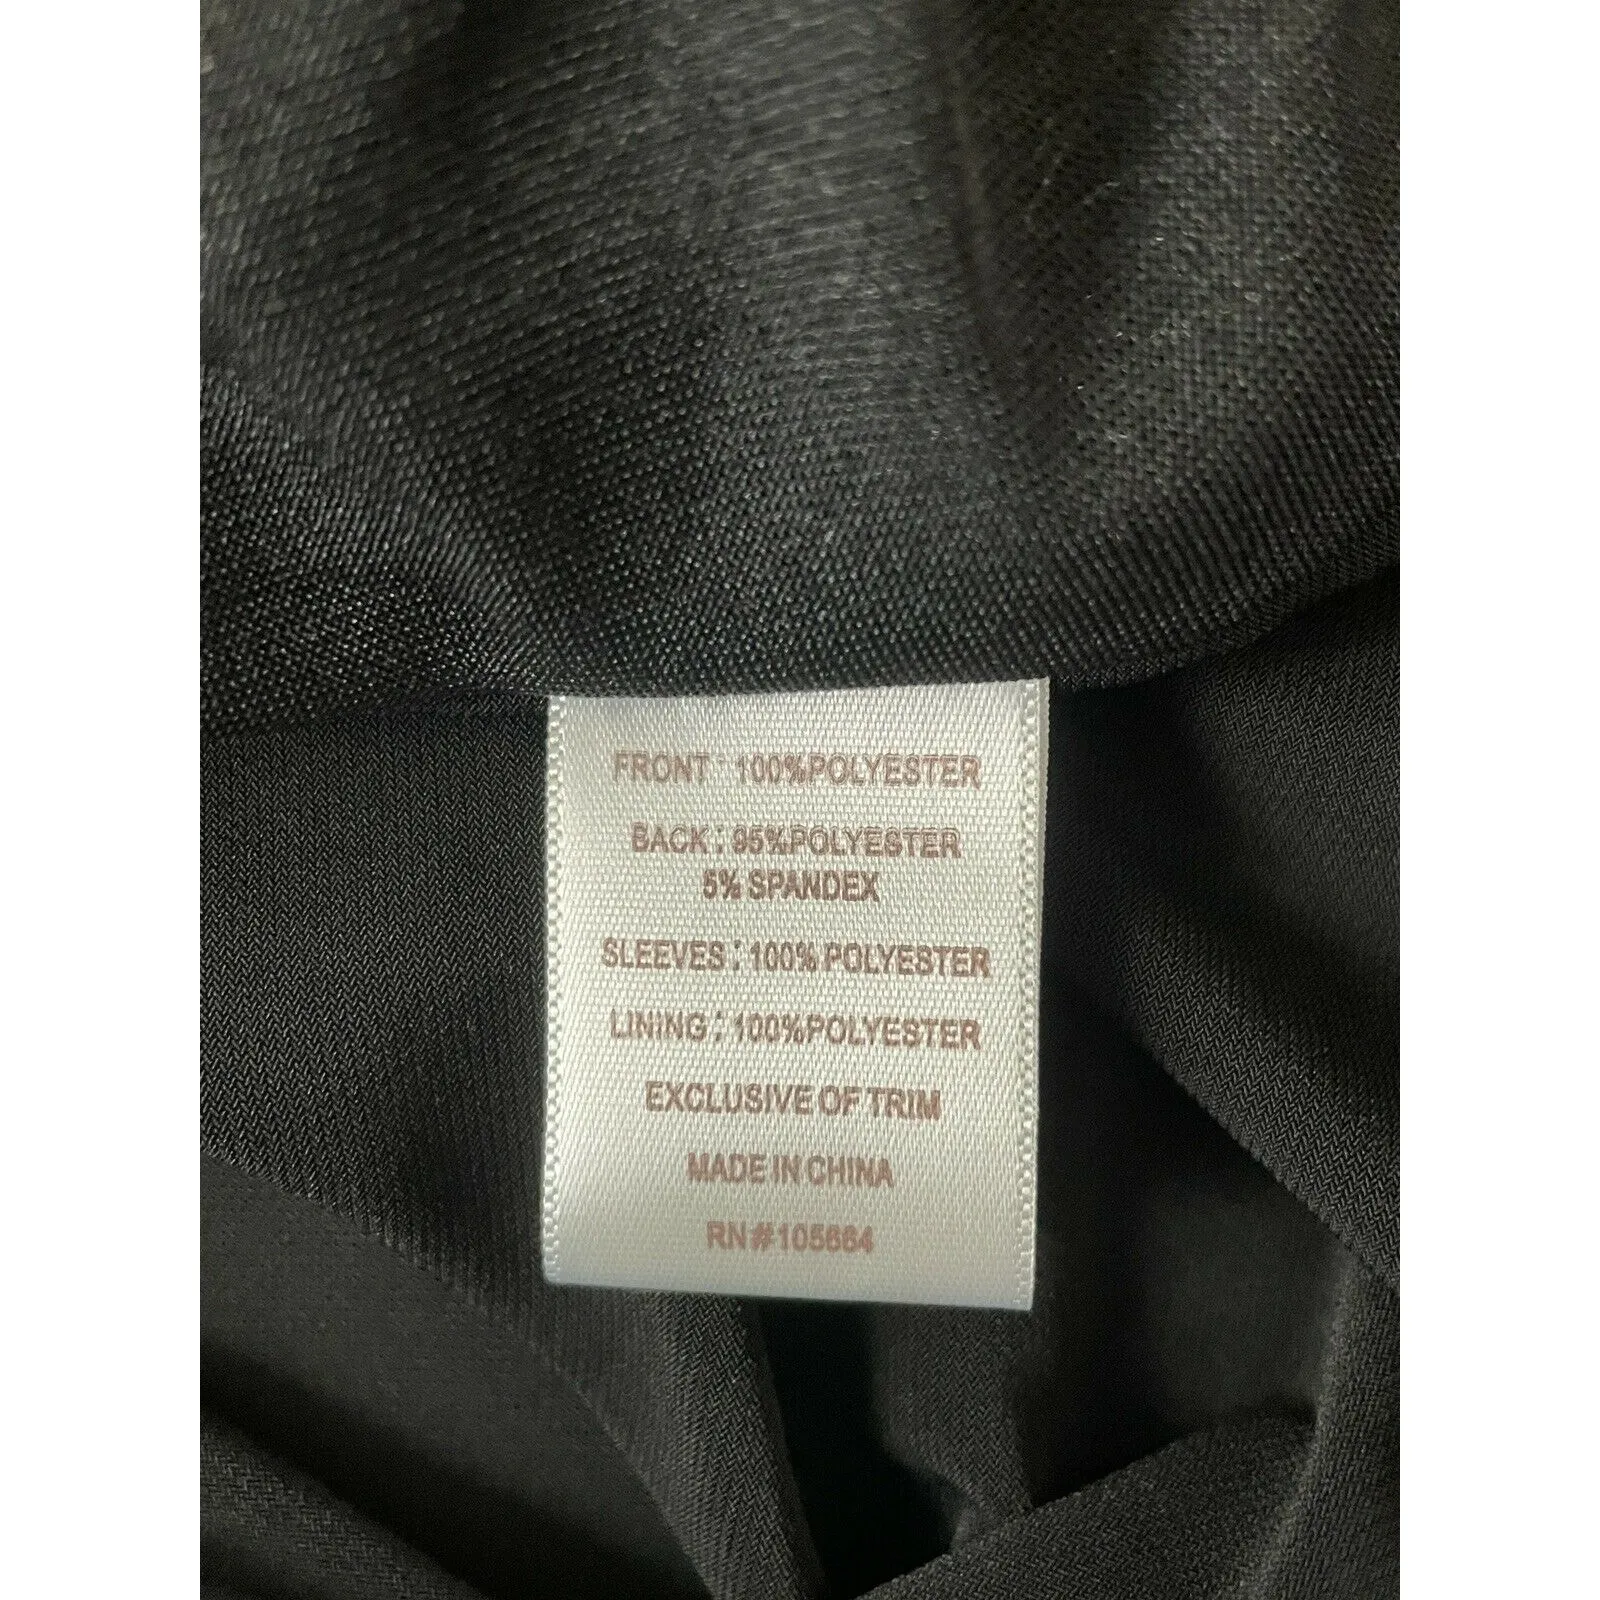 FRONT : 100%POLYESTER
BACK : 95%POLYESTER
5% SPANDEX
SLEEVES : 100% POLYESTER
LINING : 100%POLYESTER
EXCLUSIVE OF TRIM
MADE IN CHINA
RN#105664